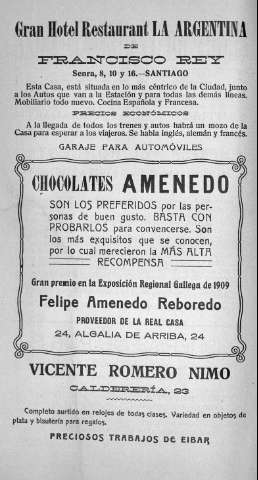 Gran Hotel Restaurant LA ARGENTINA
DE
FRANCISCO REY
Senra, 8, 10 y 16.—SANTIAGO
Esta Casa, está situada en lo más céntrico de la Ciudad, junto
a los Autos que van a la Estación y para todas las demás líneas.
Mobiliario todo nuevo. Cocina Española y Francesa.
PRECIOS ECONÓMICOS
A la llegada de todos los trenes y autos habrá un mozo de la
Casa para esperar a los viajeros. Se habla inglés, alemán y francés.
GARAJE PARA AUTOMÓVILES
CHOCOLATES AMENEDO
SON LOS PREFERIDOS por las per-
sonas de buen gusto. BASTA CON
PROBARLOS para convencerse. Son
los más exquisitos que se conocen,
por lo cual merecieron la MÁS ALTA
RECOMPENSA
Gran premio en la Exposición Regional Gallega de 1909
Felipe Amenedo Reboredo
PROVEEDOR DE LA REAL CASA
24, ALGALIA DE ARRIBA, 24
VICENTE ROMERO NIMO
CALDERERÍA, 23
Completo surtido en relojes de todas clases. Variedad en objetos de
plata y bisutería para regalos.
PRECIOSOS TRABAJOS DE EIBAR